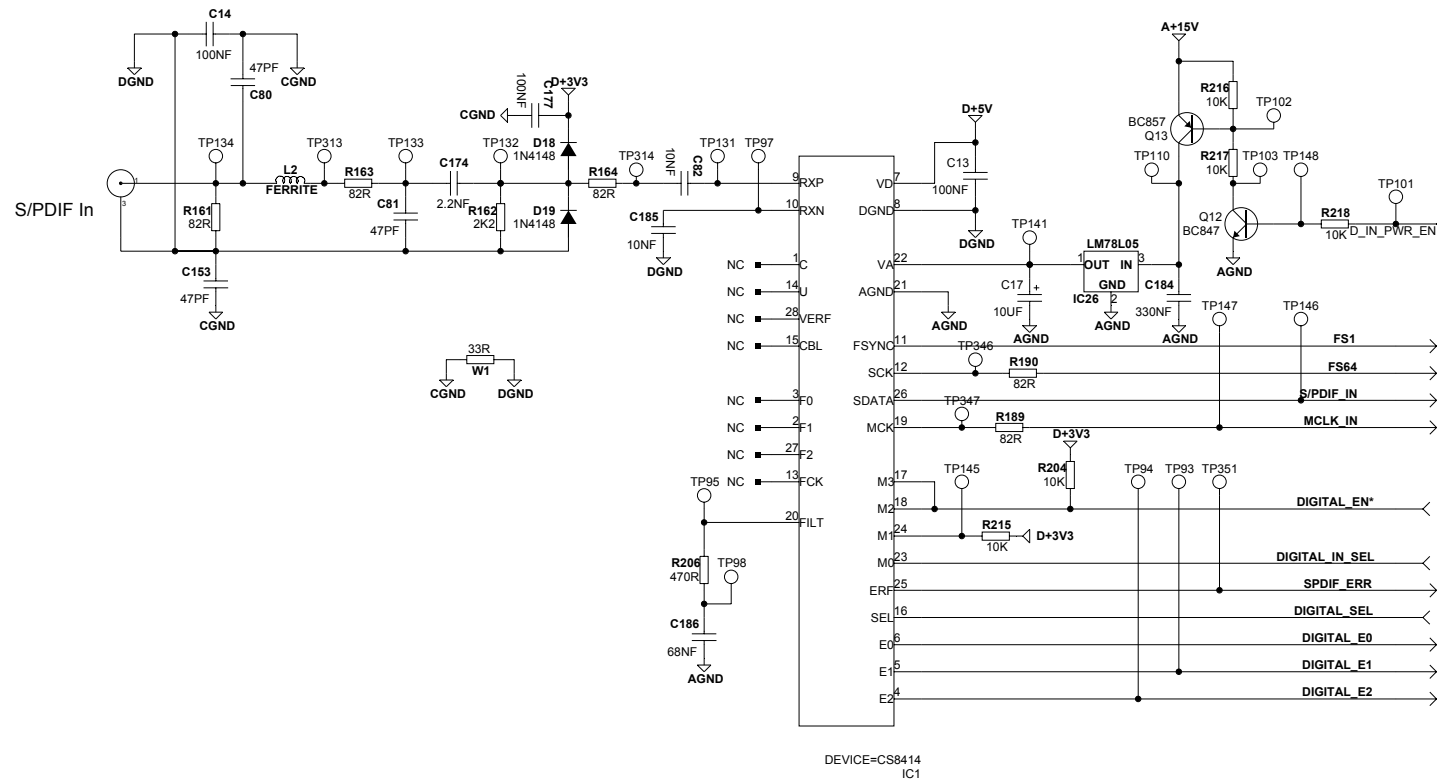 C14
100NF
DGND
47PF
C80
CGND
S/PDIF In
1
3
TP134
R161
82R
C153
47PF
CGND
L2
FERRITE
TP313
R163
82R
TP133
C81
47PF
C174
2.2NF
TP132
R162
2K2
CGND
100NF
C177
D+3V3
D18
1N4148
D19
1N4148
R164
82R
TP314
10NF
C82
TP131
TP97
C185
10NF
DGND
33R
W1
CGND
DGND
9 RXP
10 RXN
NC 1 C
NC 14 U
NC 28 VERF
NC 15 CBL
NC 3 F0
NC 2 F1
NC 27 F2
NC 13 FCK
20 FILT
TP95
R206
470R
TP98
C186
68NF
AGND
VD 7
DGND 8
VA 22
AGND 21
FSYNC 11
SCK 12
SDATA 26
MCK 19
M3 17
M2 18
M1 24
M0 23
ERF 25
SEL 16
E0 6
E1 5
E2 4
DEVICE=CS8414
IC1
D+5V
C13
100NF
DGND
TP141
C17
+
10UF
AGND
AGND
LM78L05
1 OUT IN 3
GND
2
IC26
AGND
C184
330NF
AGND
A+15V
R216
10K
TP102
BC857
Q13
R217
10K
TP103
TP110
TP148
Q12
BC847
AGND
R218
10K
TP101
D_IN_PWR_EN
TP147
TP146
TP346
R190
82R
TP347
R189
82R
FS1
FS64
S/PDIF_IN
MCLK_IN
D+3V3
R204
10K
TP145
R215
10K
D+3V3
TP94
TP93
TP351
DIGITAL_EN*
DIGITAL_IN_SEL
SPDIF_ERR
DIGITAL_SEL
DIGITAL_E0
DIGITAL_E1
DIGITAL_E2